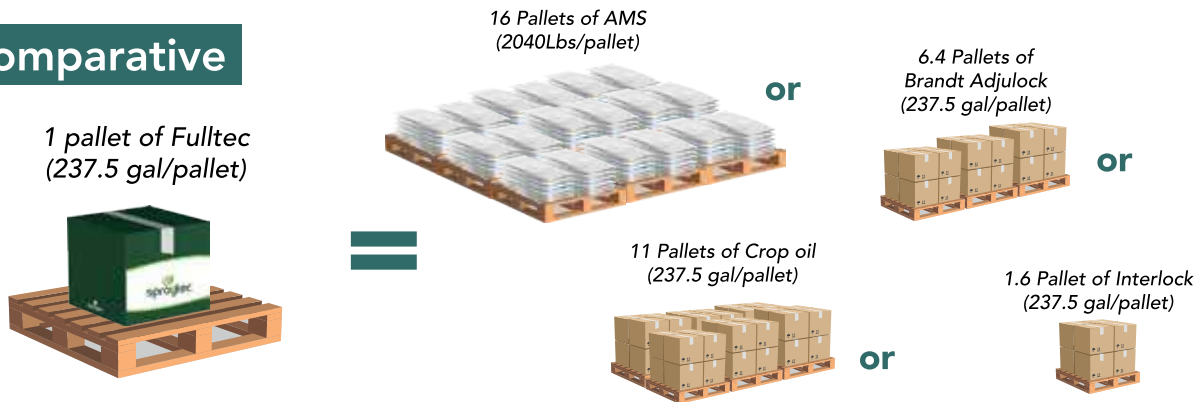 omparative
1 pallet of Fulltec
(237.5 gal/pallet)
spraytec
16 Pallets of AMS
(2040Lbs/pallet)
or
6.4 Pallets of
Brandt Adjulock
(237.5 gal/pallet)
or
11 Pallets of Crop oil
(237.5 gal/pallet)
or
1.6 Pallet of Interlock
(237.5 gal/pallet)